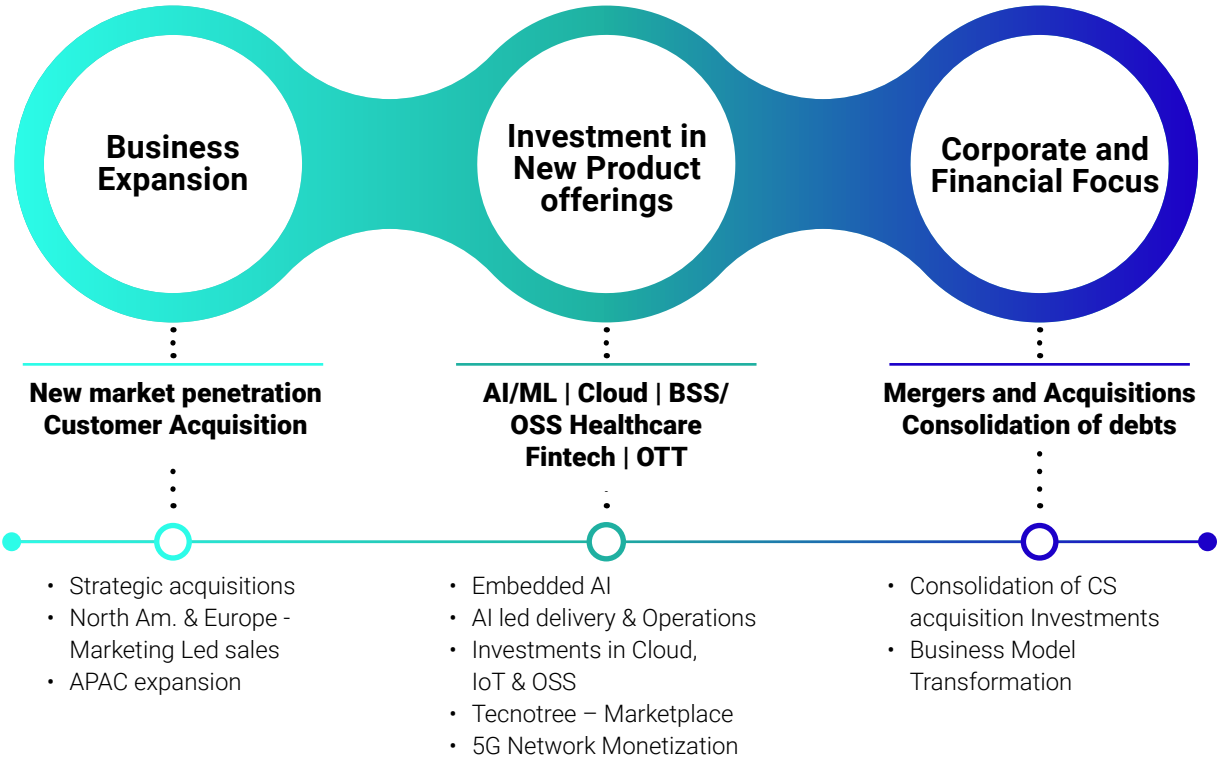 Business
Expansion
Investment in
New Product
offerings
Corporate and
Financial Focus
New market penetration
Customer Acquisition
AI/ML | Cloud | BSS/
OSS Healthcare
Fintech | OTT
Mergers and Acquisitions
Consolidation of debts
• Strategic acquisitions
• North Am. & Europe -
Marketing Led sales
• APAC expansion
• Embedded AI
• AI led delivery & Operations
• Investments in Cloud,
IoT & OSS
• Tecnotree – Marketplace
• 5G Network Monetization
• Consolidation of CS
acquisition Investments
• Business Model
Transformation